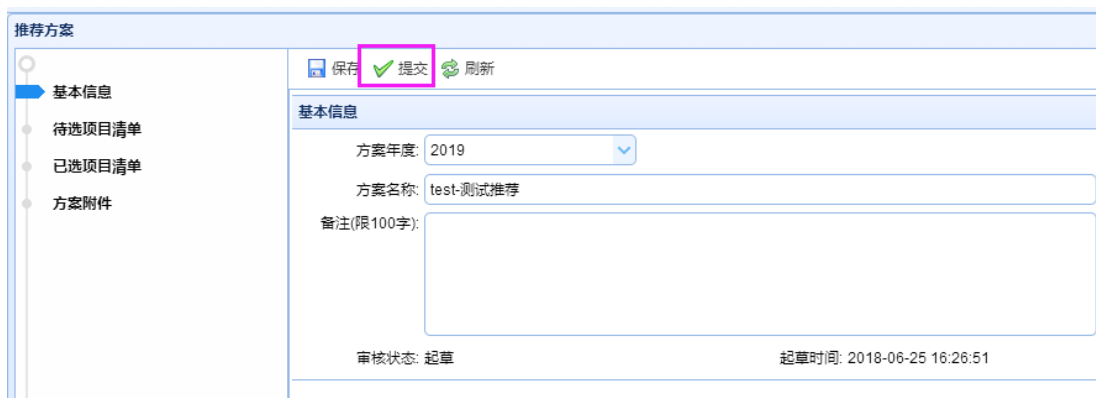 推荐方案
基本信息
待选项目清单
已选项目清单
方案附件
保存 提交 刷新
基本信息
方案年度: 2019
方案名称: test-测试推荐
备注(限100字):
审核状态: 起草 起草时间: 2018-06-25 16:26:51